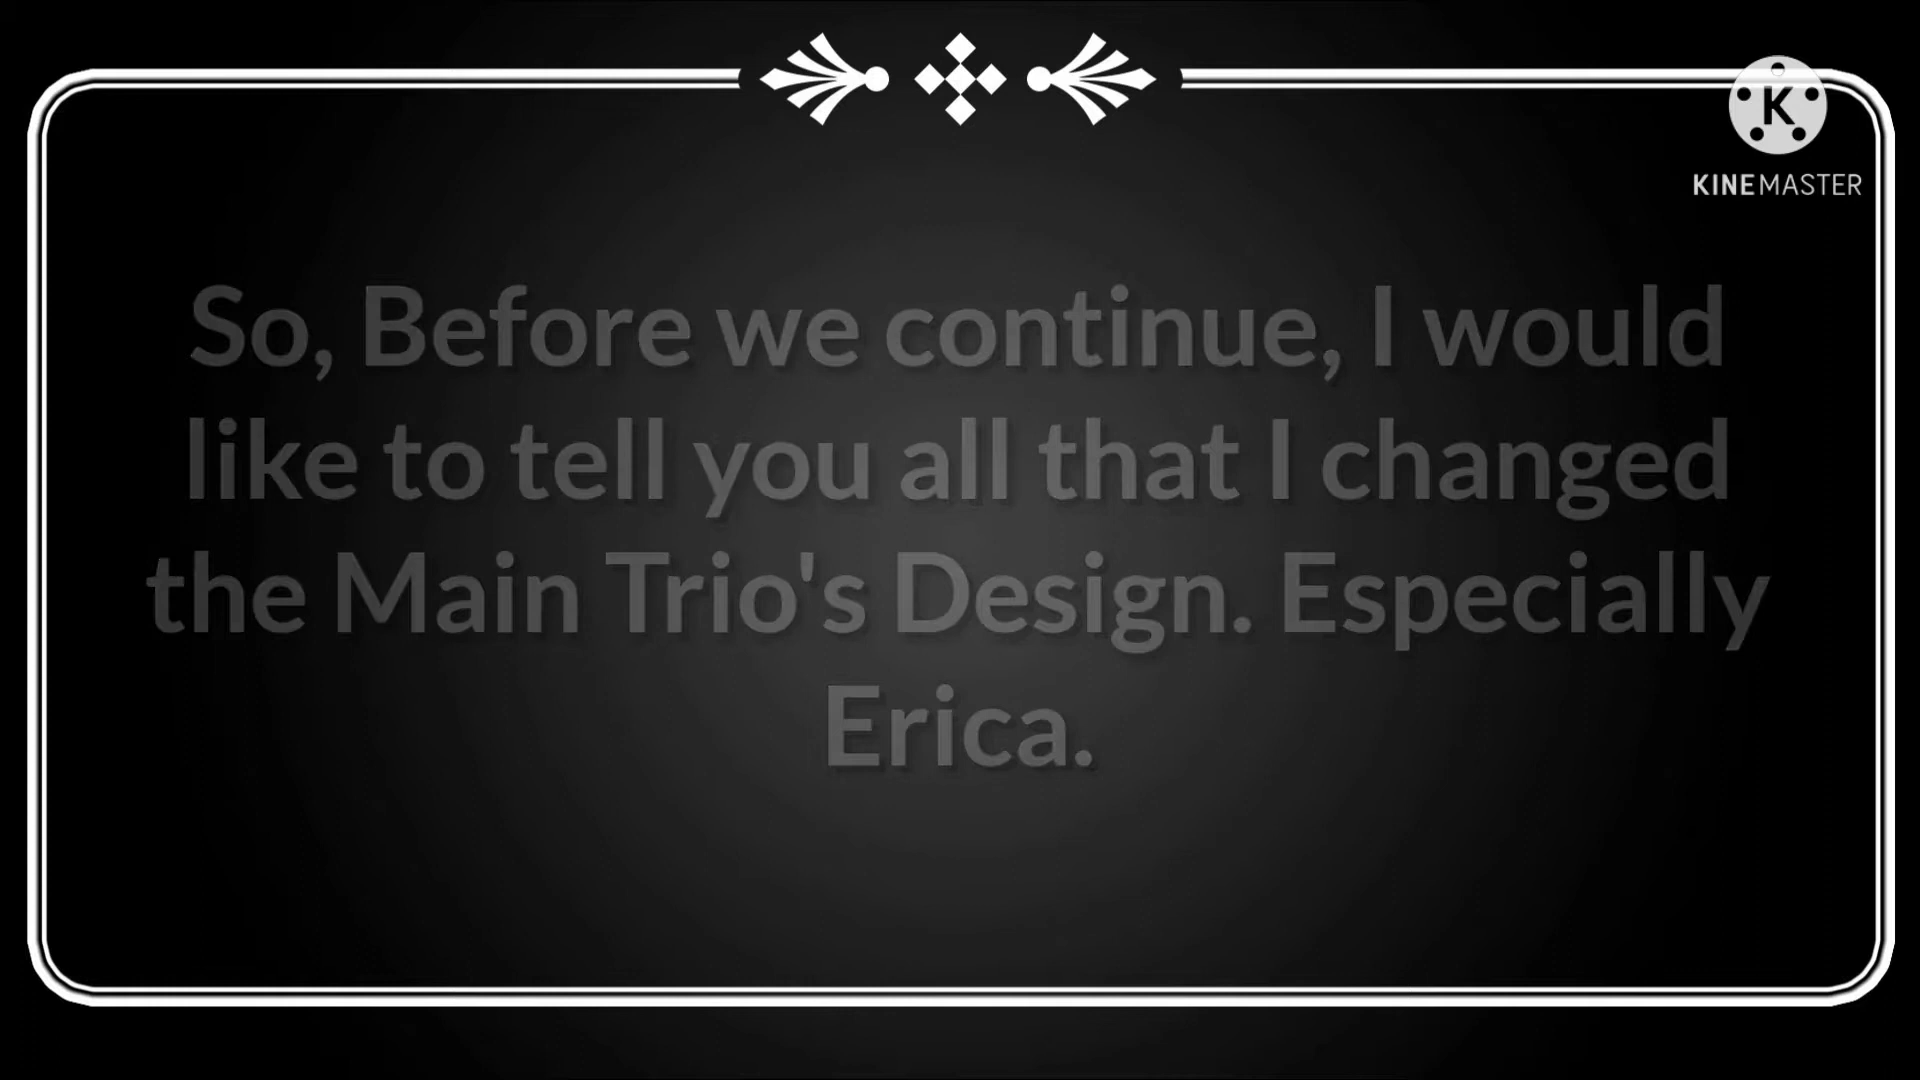 K
KINEMASTER
So, Before we continue, I would
like to tell you all that I changed
the Main Trio's Design. Especially
Erica.